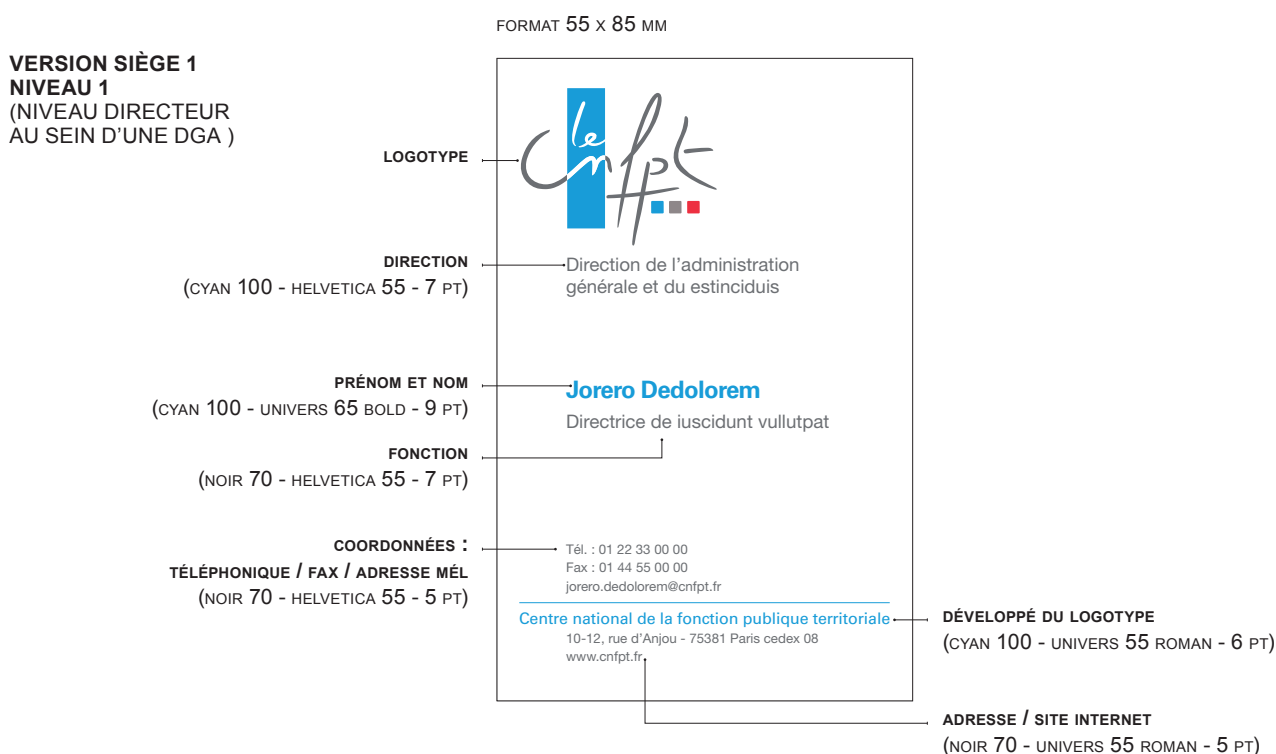 FORMAT 55 X 85 MM
VERSION SIÈGE 1
NIVEAU 1
(NIVEAU DIRECTEUR
AU SEIN D'UNE DGA )
LOGOTYPE
le
cnfpt
DIRECTION
(CYAN 100 - HELVETICA 55 - 7 PT)
Direction de l'administration
générale et du estinciduis
PRÉNOM ET NOM
(CYAN 100 - UNIVERS 65 BOLD - 9 PT)
Jorero Dedolorem
Directrice de iuscidunt vullutpat
FONCTION
(NOIR 70 - HELVETICA 55 - 7 PT)
COORDONNÉES :
TÉLÉPHONIQUE / FAX / ADRESSE MÉL
(NOIR 70 - HELVETICA 55 - 5 PT)
Tél. : 01 22 33 00 00
Fax : 01 44 55 00 00
jorero.dedolorem@cnfpt.fr
Centre national de la fonction publique territoriale
10-12, rue d'Anjou - 75381 Paris cedex 08
www.cnfpt.fr
DÉVELOPPÉ DU LOGOTYPE
(CYAN 100 - UNIVERS 55 ROMAN - 6 PT)
ADRESSE / SITE INTERNET
(NOIR 70 - UNIVERS 55 ROMAN - 5 PT)